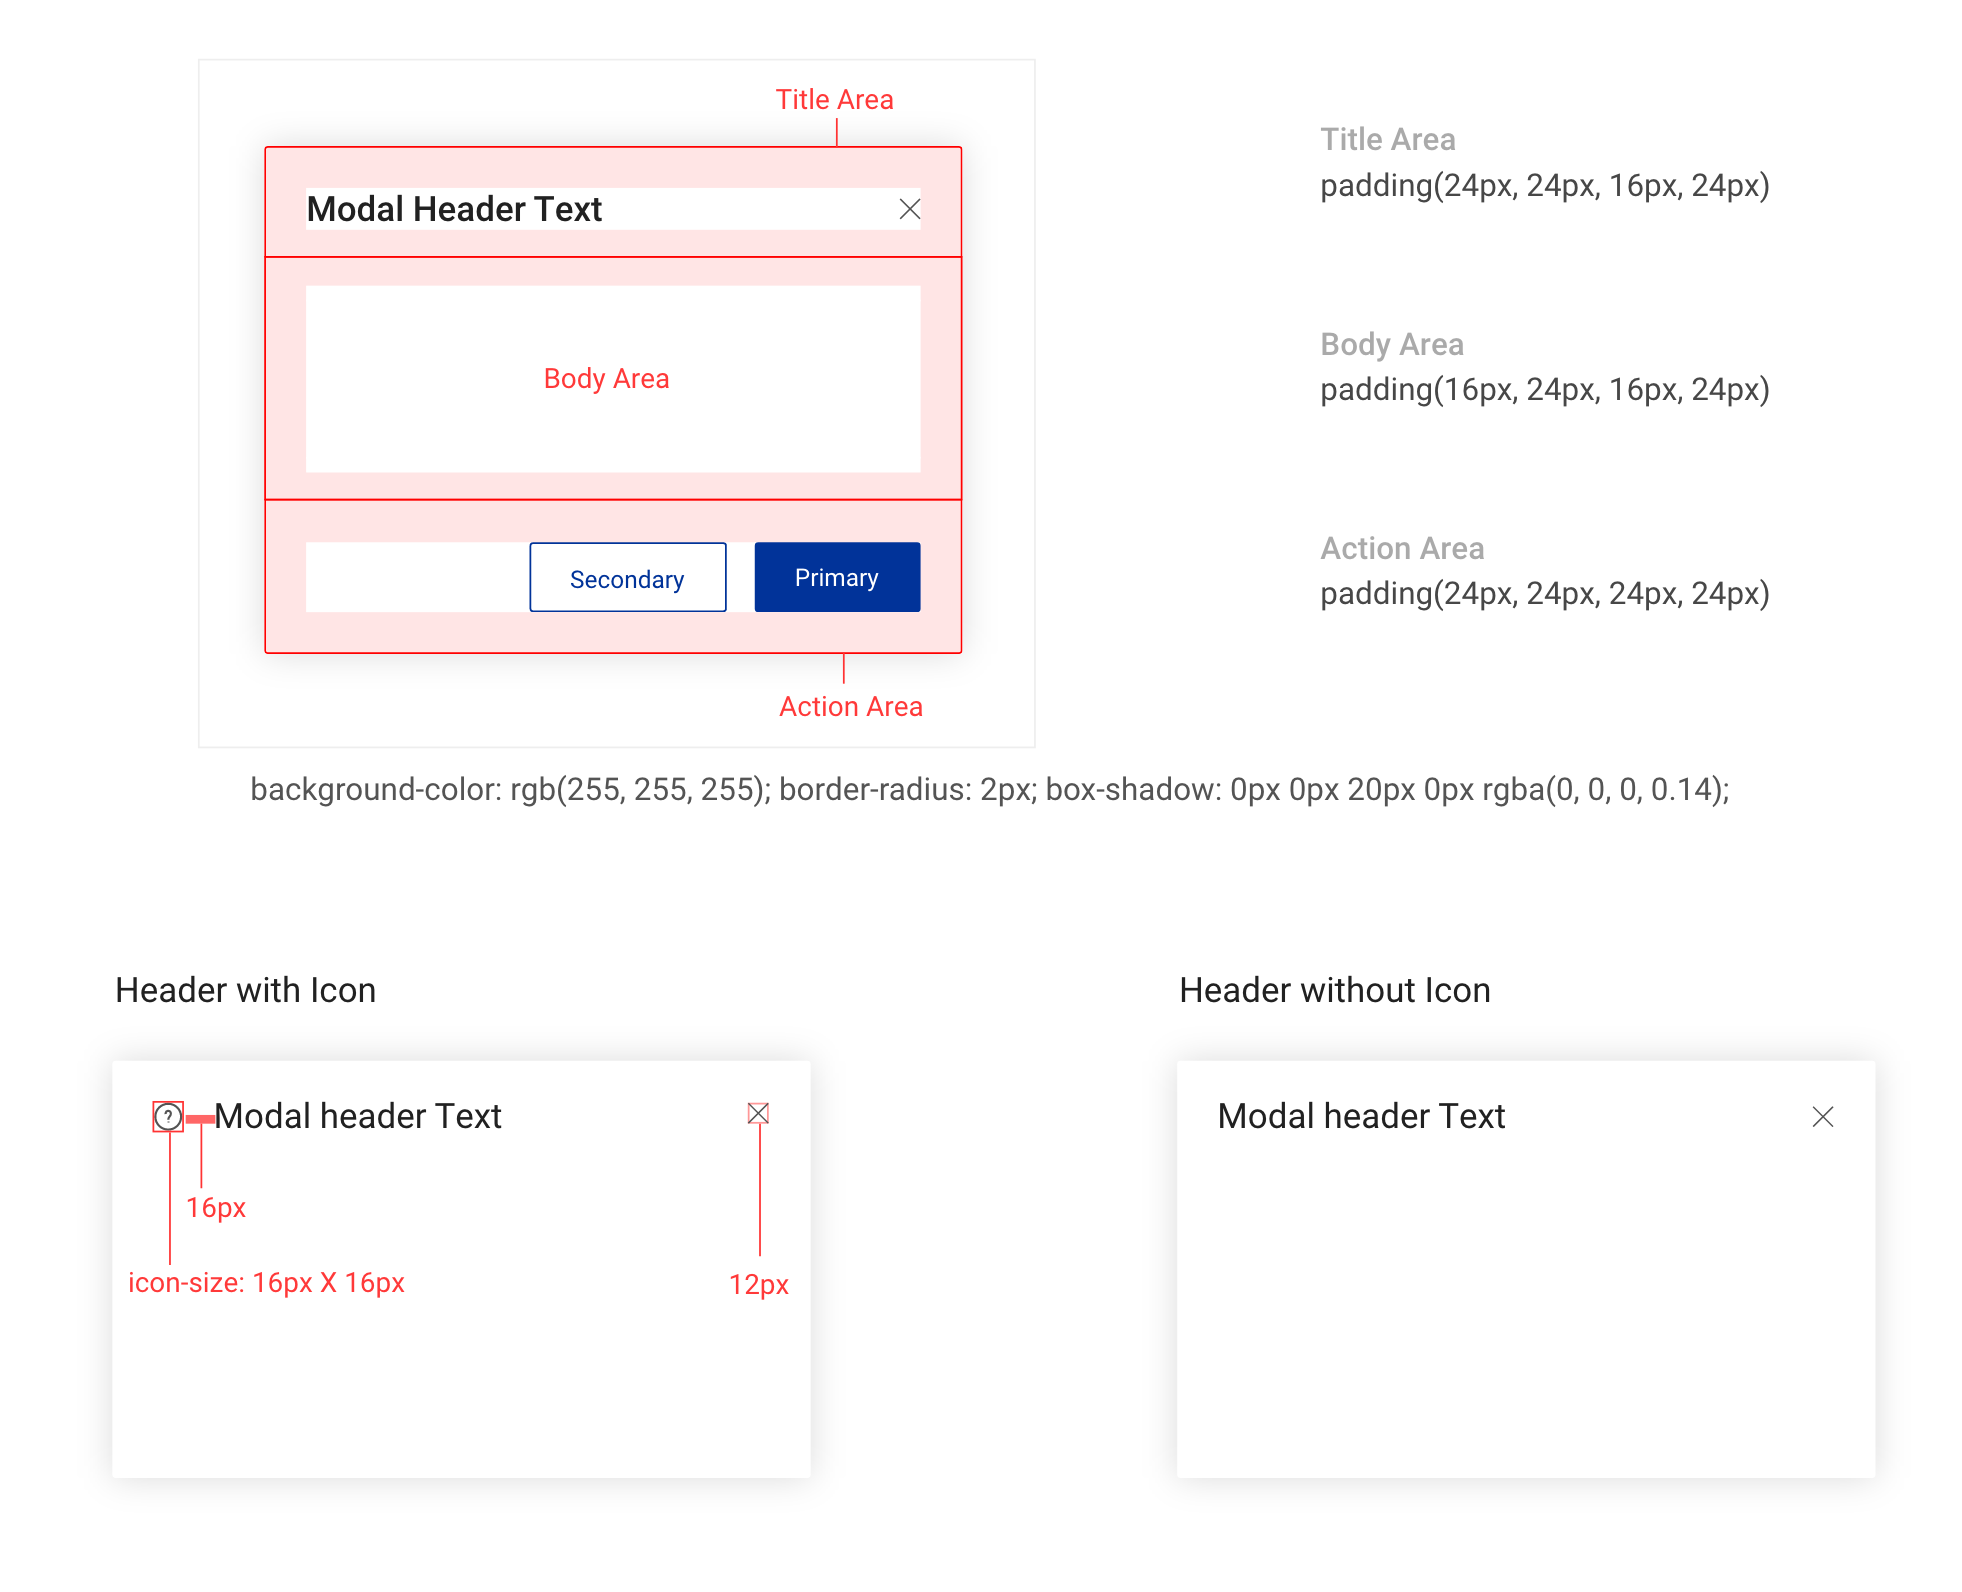 Title Area
Modal Header Text
Body Area
Secondary
Primary
Action Area
Title Area
padding(24px, 24px, 16px, 24px)
Body Area
padding(16px, 24px, 16px, 24px)
Action Area
padding(24px, 24px, 24px, 24px)
background-color: rgb(255, 255, 255); border-radius: 2px; box-shadow: 0px 0px 20px 0px rgba(0, 0, 0, 0.14);
Header with Icon
? Modal header Text
16px
icon-size: 16px X 16px
12px
Header without Icon
Modal header Text